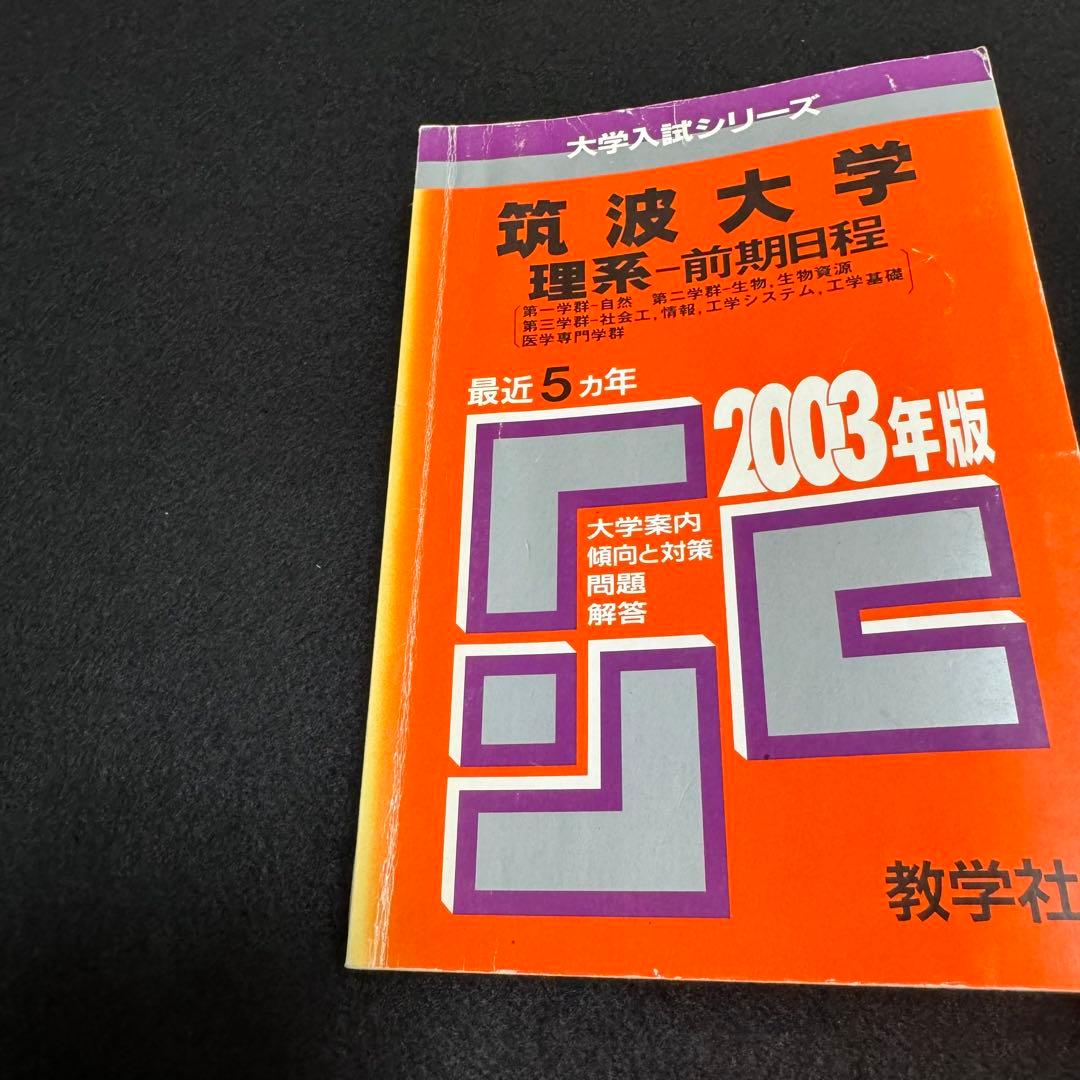 大学入試シリーズ
筑波大学
理系-前期日程
第一学群-自然 第二学群-生物,生物資源
第三学群-社会工,情報,工学システム,工学基礎
医学専門学群
最近5ヵ年
2003年版
大学案内
傾向と対策
問題
解答
教学社